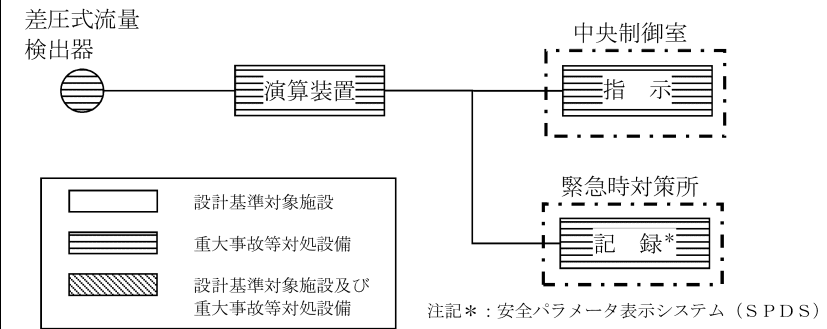 差圧式流量
検出器
中央制御室
演算装置
指　示
緊急時対策所
記　録*
設計基準対象施設
重大事故等対処設備
設計基準対象施設及び
重大事故等対処設備
注記＊：安全パラメータ表示システム（ＳＰＤＳ）